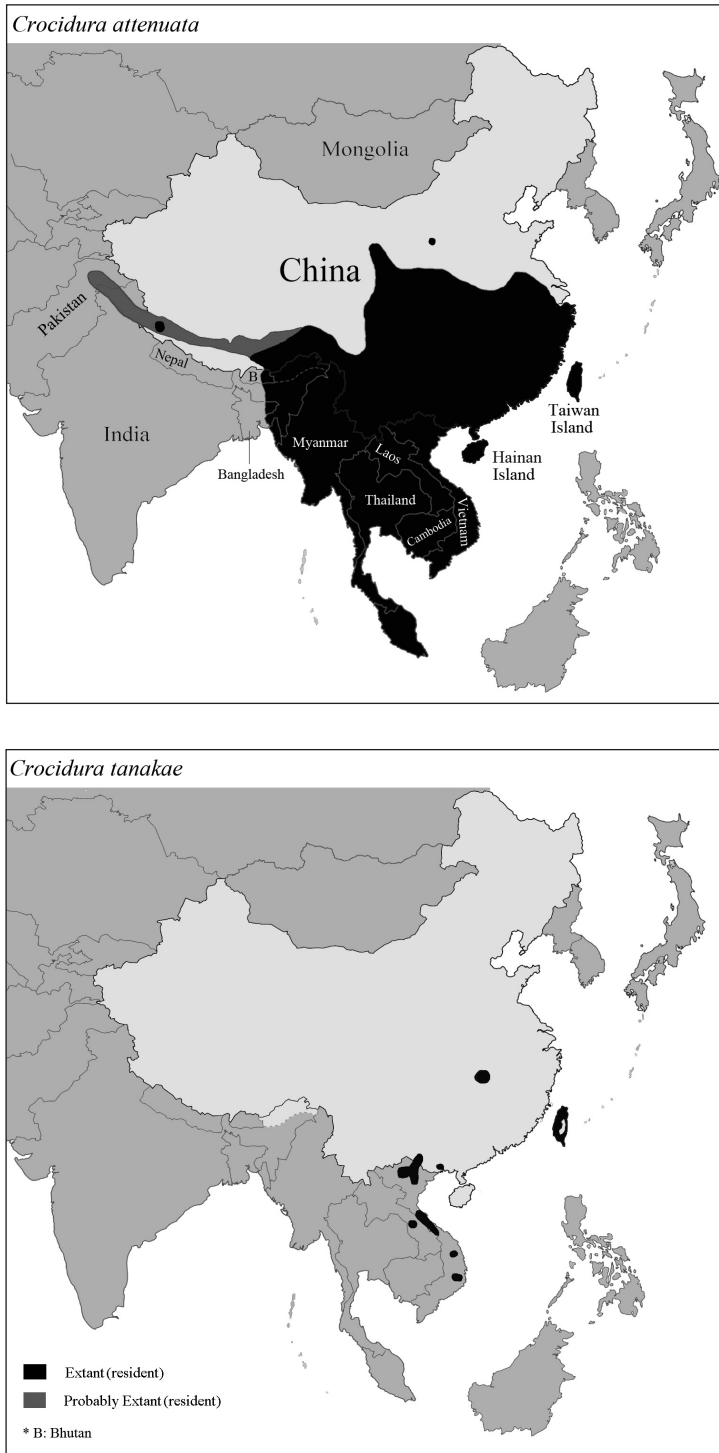 Crocidura attenuata
Mongolia
China
Pakistan
Nepal
B
India
Bangladesh
Myanmar
Laos
Thailand
Cambodia
Vietnam
Taiwan
Island
Hainan
Island
Crocidura tanakae
Extant (resident)
Probably Extant (resident)
* B: Bhutan